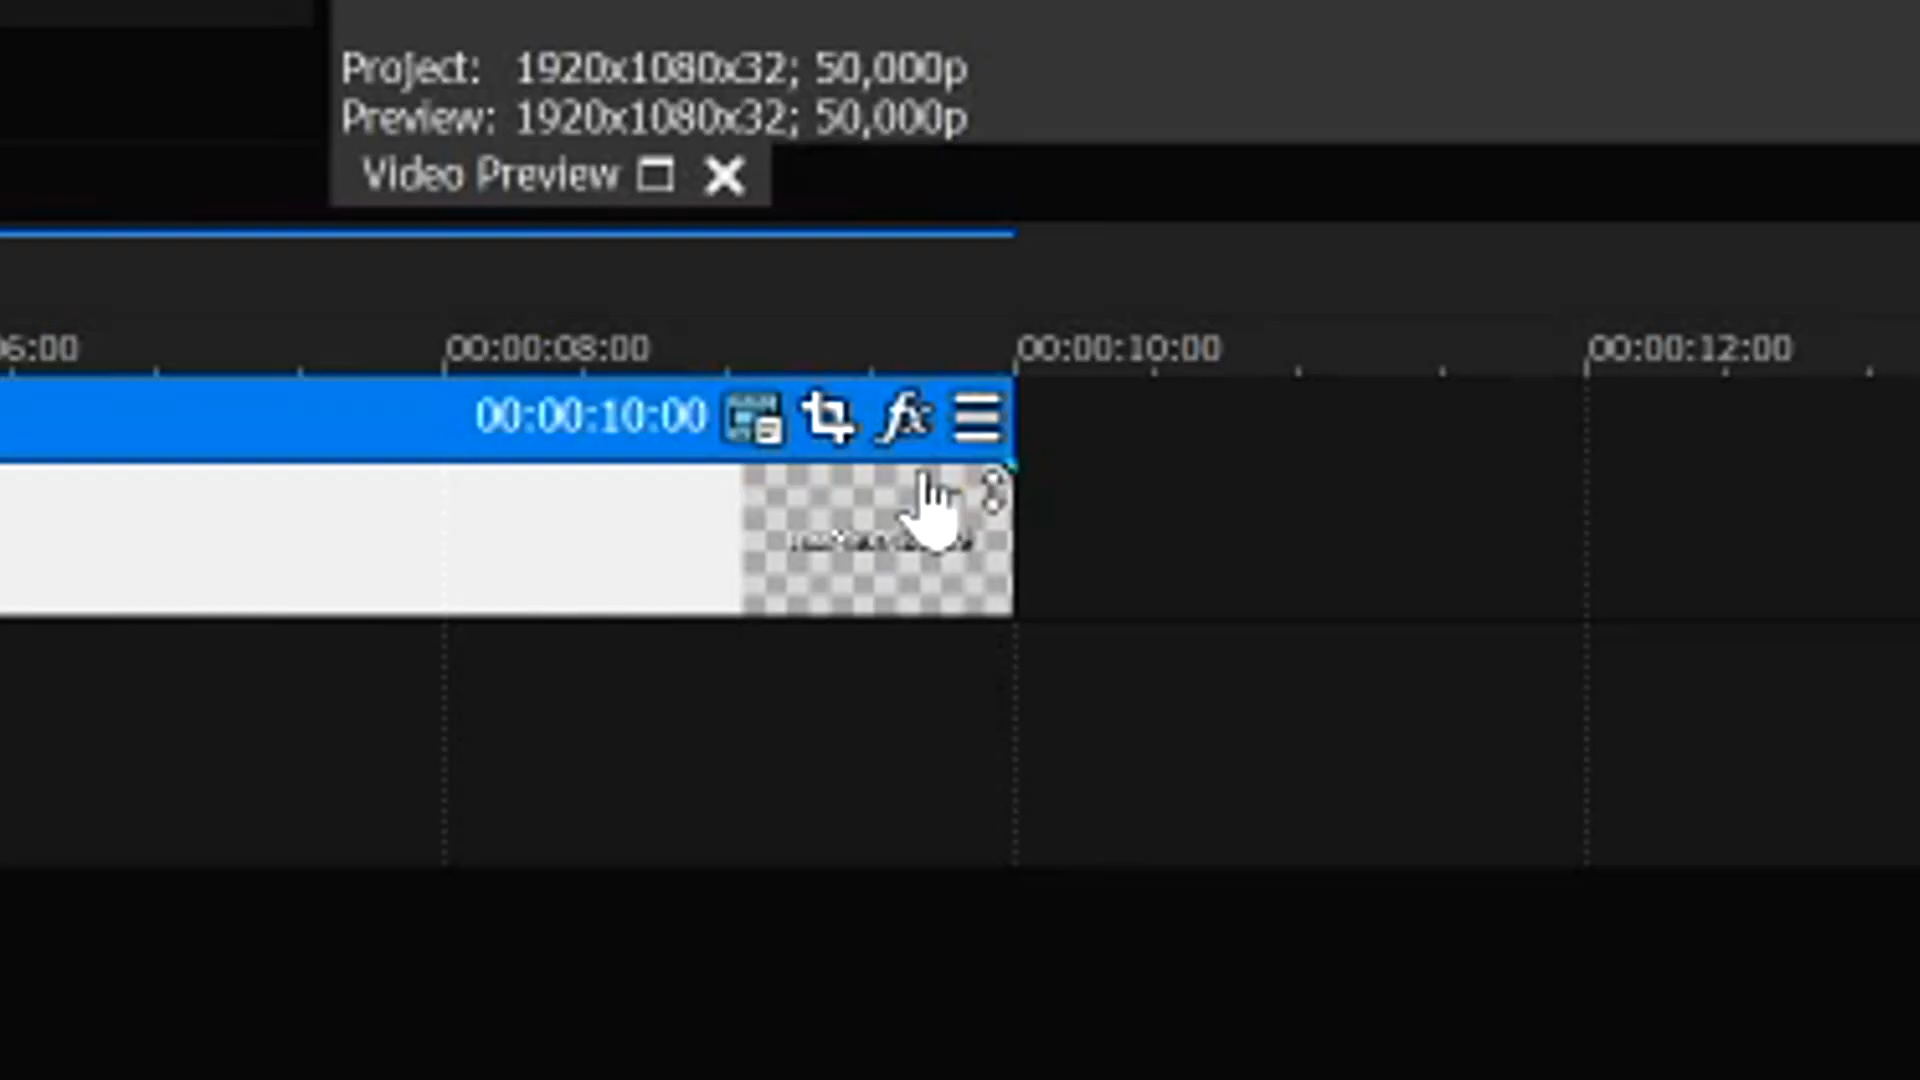 Project: 1920x1080x32; 50,000p
Preview: 1920x1080x32; 50,000p
Video Preview
6:00 00:00:08:00 00:00:10:00 00:00:12:00
00:00:10:00 fx